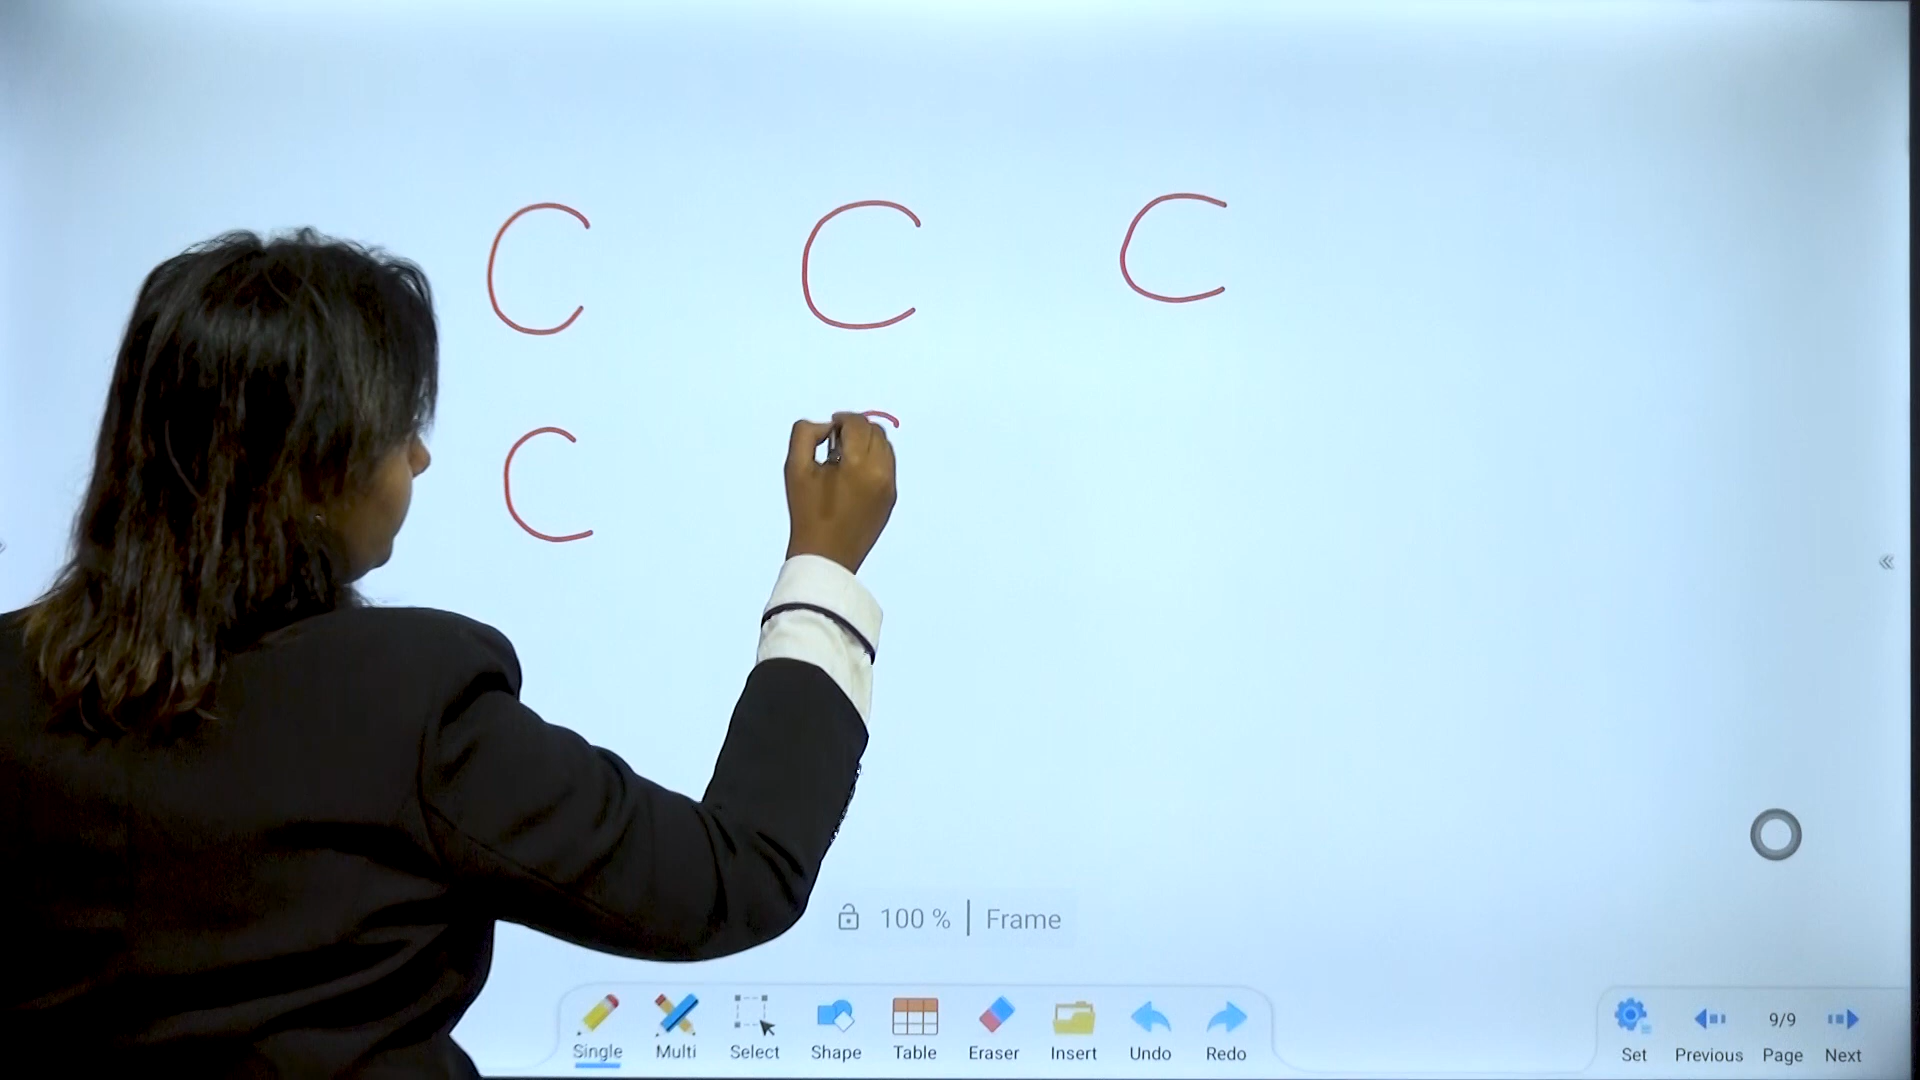 C C C
C
100 % | Frame
Single Multi Select Shape Table Eraser Insert Undo Redo
Set Previous 9/9 Page Next